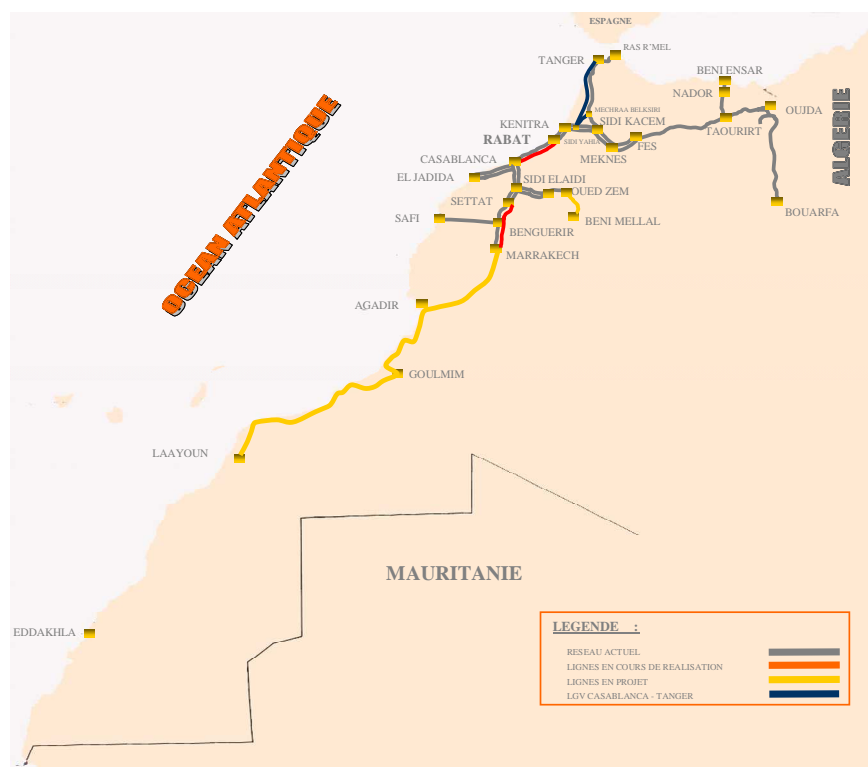 ESPAGNE
RAS R'MEL
TANGER
BENI ENSAR
NADOR
OUJDA
ALGERIE
MECHRAA BELKSIRI
KENITRA
SIDI KACEM
TAOURIRT
RABAT
SIDI YAHIA
FES
MEKNES
CASABLANCA
OCEAN ATLANTIQUE
EL JADIDA
SIDI ELAIDI
OUED ZEM
SETTAT
BOUARFA
SAFI
BENI MELLAL
BENGUERIR
MARRAKECH
AGADIR
GOULMIM
LAAYOUN
MAURITANIE
EDDAKHLA
LEGENDE :
RESEAU ACTUEL
LIGNES EN COURS DE REALISATION
LIGNES EN PROJET
LGV CASABLANCA - TANGER